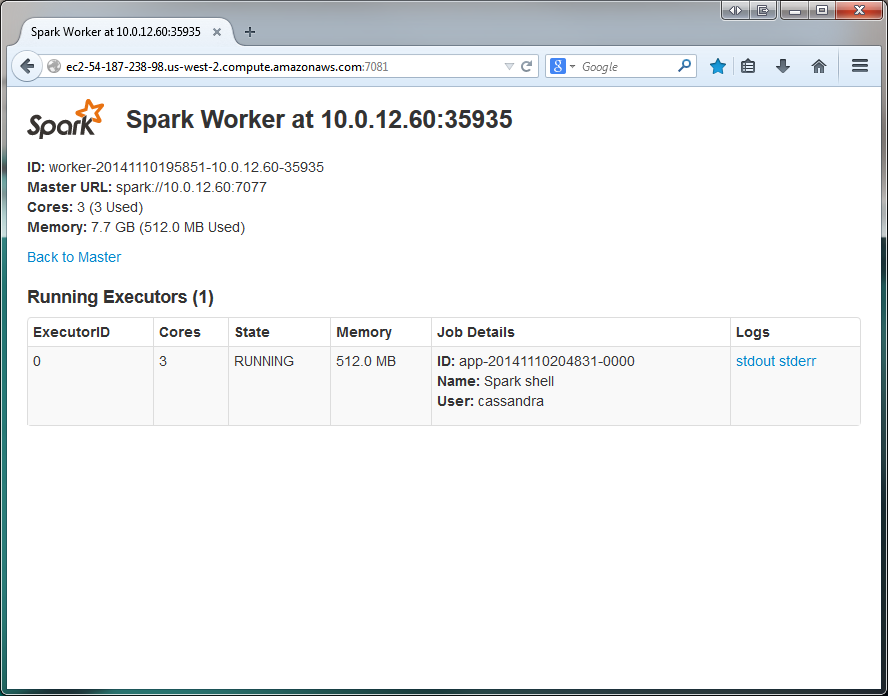 Spark Worker at 10.0.12.60:35935
ec2-54-187-238-98.us-west-2.compute.amazonaws.com:7081
8 Google
Spark Spark Worker at 10.0.12.60:35935
ID: worker-20141110195851-10.0.12.60-35935
Master URL: spark://10.0.12.60:7077
Cores: 3 (3 Used)
Memory: 7.7 GB (512.0 MB Used)
Back to Master
Running Executors (1)
ExecutorID Cores State Memory Job Details Logs
0 3 RUNNING 512.0 MB ID: app-20141110204831-0000 stdout stderr
Name: Spark shell
User: cassandra